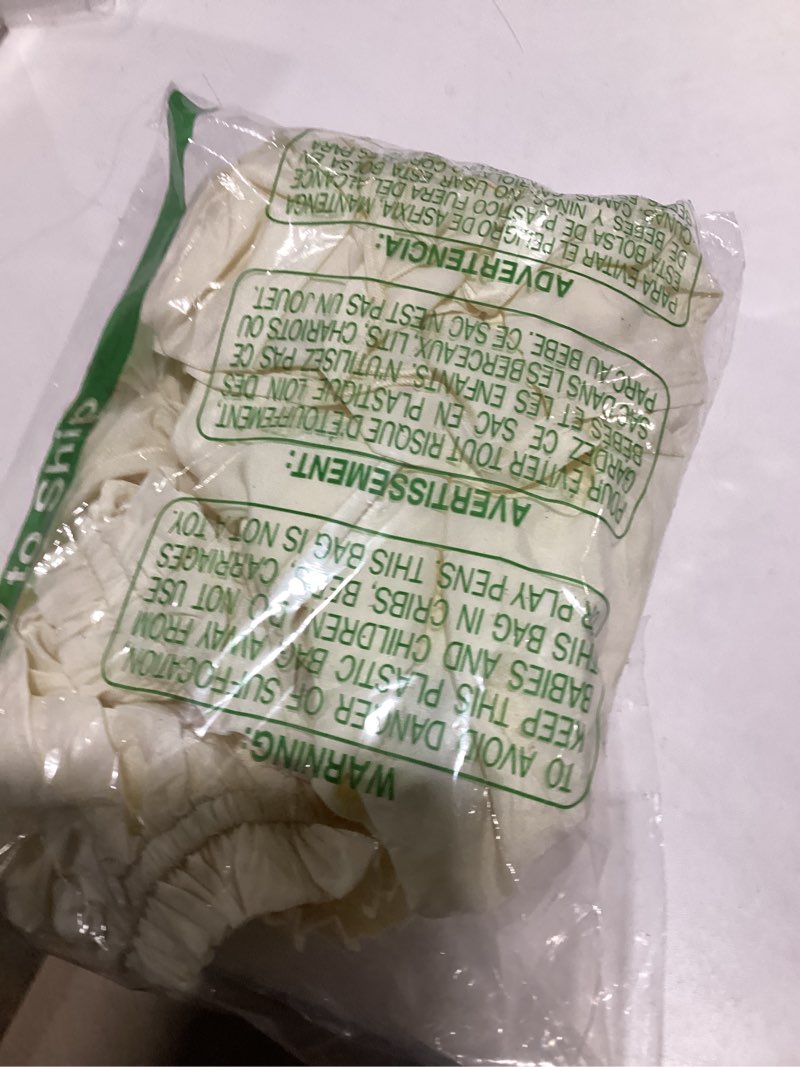 WARNING:
TO AVOID DANGER OF SUFFOCATION
KEEP THIS PLASTIC BAG AWAY FROM
BABIES AND CHILDREN. DO NOT USE
THIS BAG IN CRIBS, BEDS, CARRIAGES
OR PLAY PENS. THIS BAG IS NOT A TOY.
AVERTISSEMENT:
POUR ÉVITER TOUT RISQUE D'ÉTOUFFEMENT,
GARDEZ CE SAC EN PLASTIQUE LOIN DES
BÉBÉS ET LES ENFANTS. N'UTILISEZ PAS CE
SAC DANS LES BERCEAUX, LITS, CHARIOTS OU
PARC AU BÉBÉ. CE SAC N'EST PAS UN JOUET.
ADVERTENCIA:
PARA EVITAR EL PELIGRO DE ASFIXIA, MANTENGA
ESTA BOLSA DE PLASTICO FUERA DEL ALCANCE
DE BEBES Y NIÑOS. NO USAR ESTA BOLSA EN
CUNAS, CAMAS
to ship